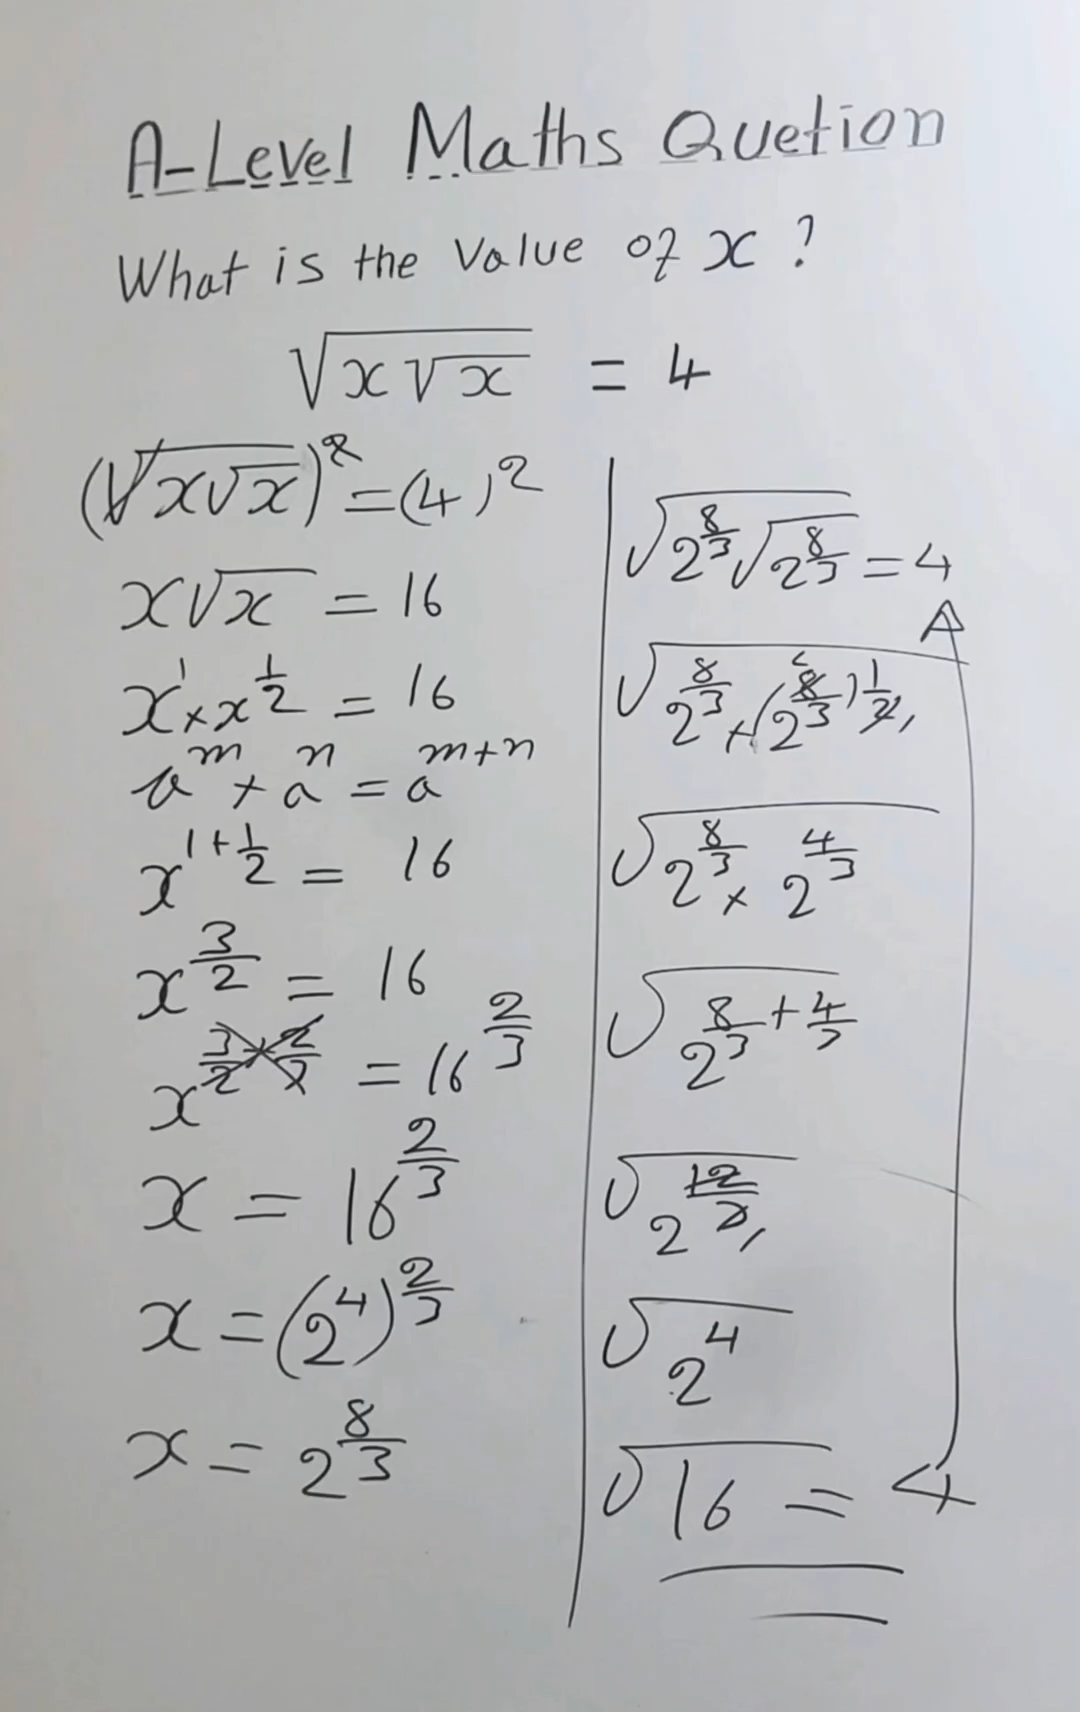 A-Level Maths Quetion
What is the Value of x ?
√(x√x) = 4
(√(x√x))² = (4)²
x√x = 16
x¹ × x^(1/2) = 16
a^m × a^n = a^(m+n)
x^(1+1/2) = 16
x^(3/2) = 16
x^(3/2 × 2/3) = 16^(2/3)
x = 16^(2/3)
x = (2⁴)^(2/3)
x = 2^(8/3)
√(2^(8/3)√(2^(8/3))) = 4
√(2^(8/3) × (2^(8/3))^(1/2))
√(2^(8/3) × 2^(4/3))
√(2^(8/3 + 4/3))
√(2^(12/3))
√(2⁴)
√16 = 4